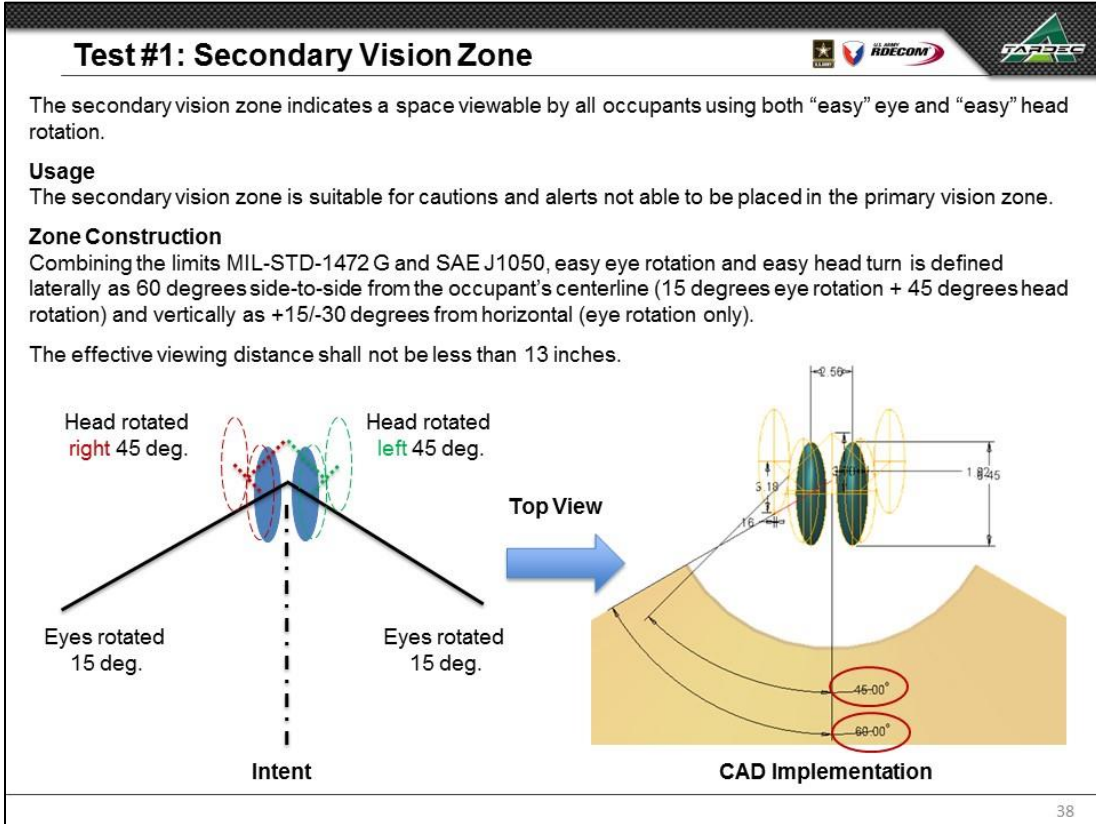 Test #1: Secondary Vision Zone
U.S. ARMY
U.S. ARMY
RDECOM
TARDEC
The secondary vision zone indicates a space viewable by all occupants using both “easy” eye and “easy” head
rotation.
Usage
The secondary vision zone is suitable for cautions and alerts not able to be placed in the primary vision zone.
Zone Construction
Combining the limits MIL-STD-1472 G and SAE J1050, easy eye rotation and easy head turn is defined
laterally as 60 degrees side-to-side from the occupant’s centerline (15 degrees eye rotation + 45 degrees head
rotation) and vertically as +15/-30 degrees from horizontal (eye rotation only).
The effective viewing distance shall not be less than 13 inches.
Head rotated
right 45 deg.
Head rotated
left 45 deg.
Eyes rotated
15 deg.
Eyes rotated
15 deg.
Intent
Top View
2.56
3.18
16
45.00°
60.00°
CAD Implementation
38